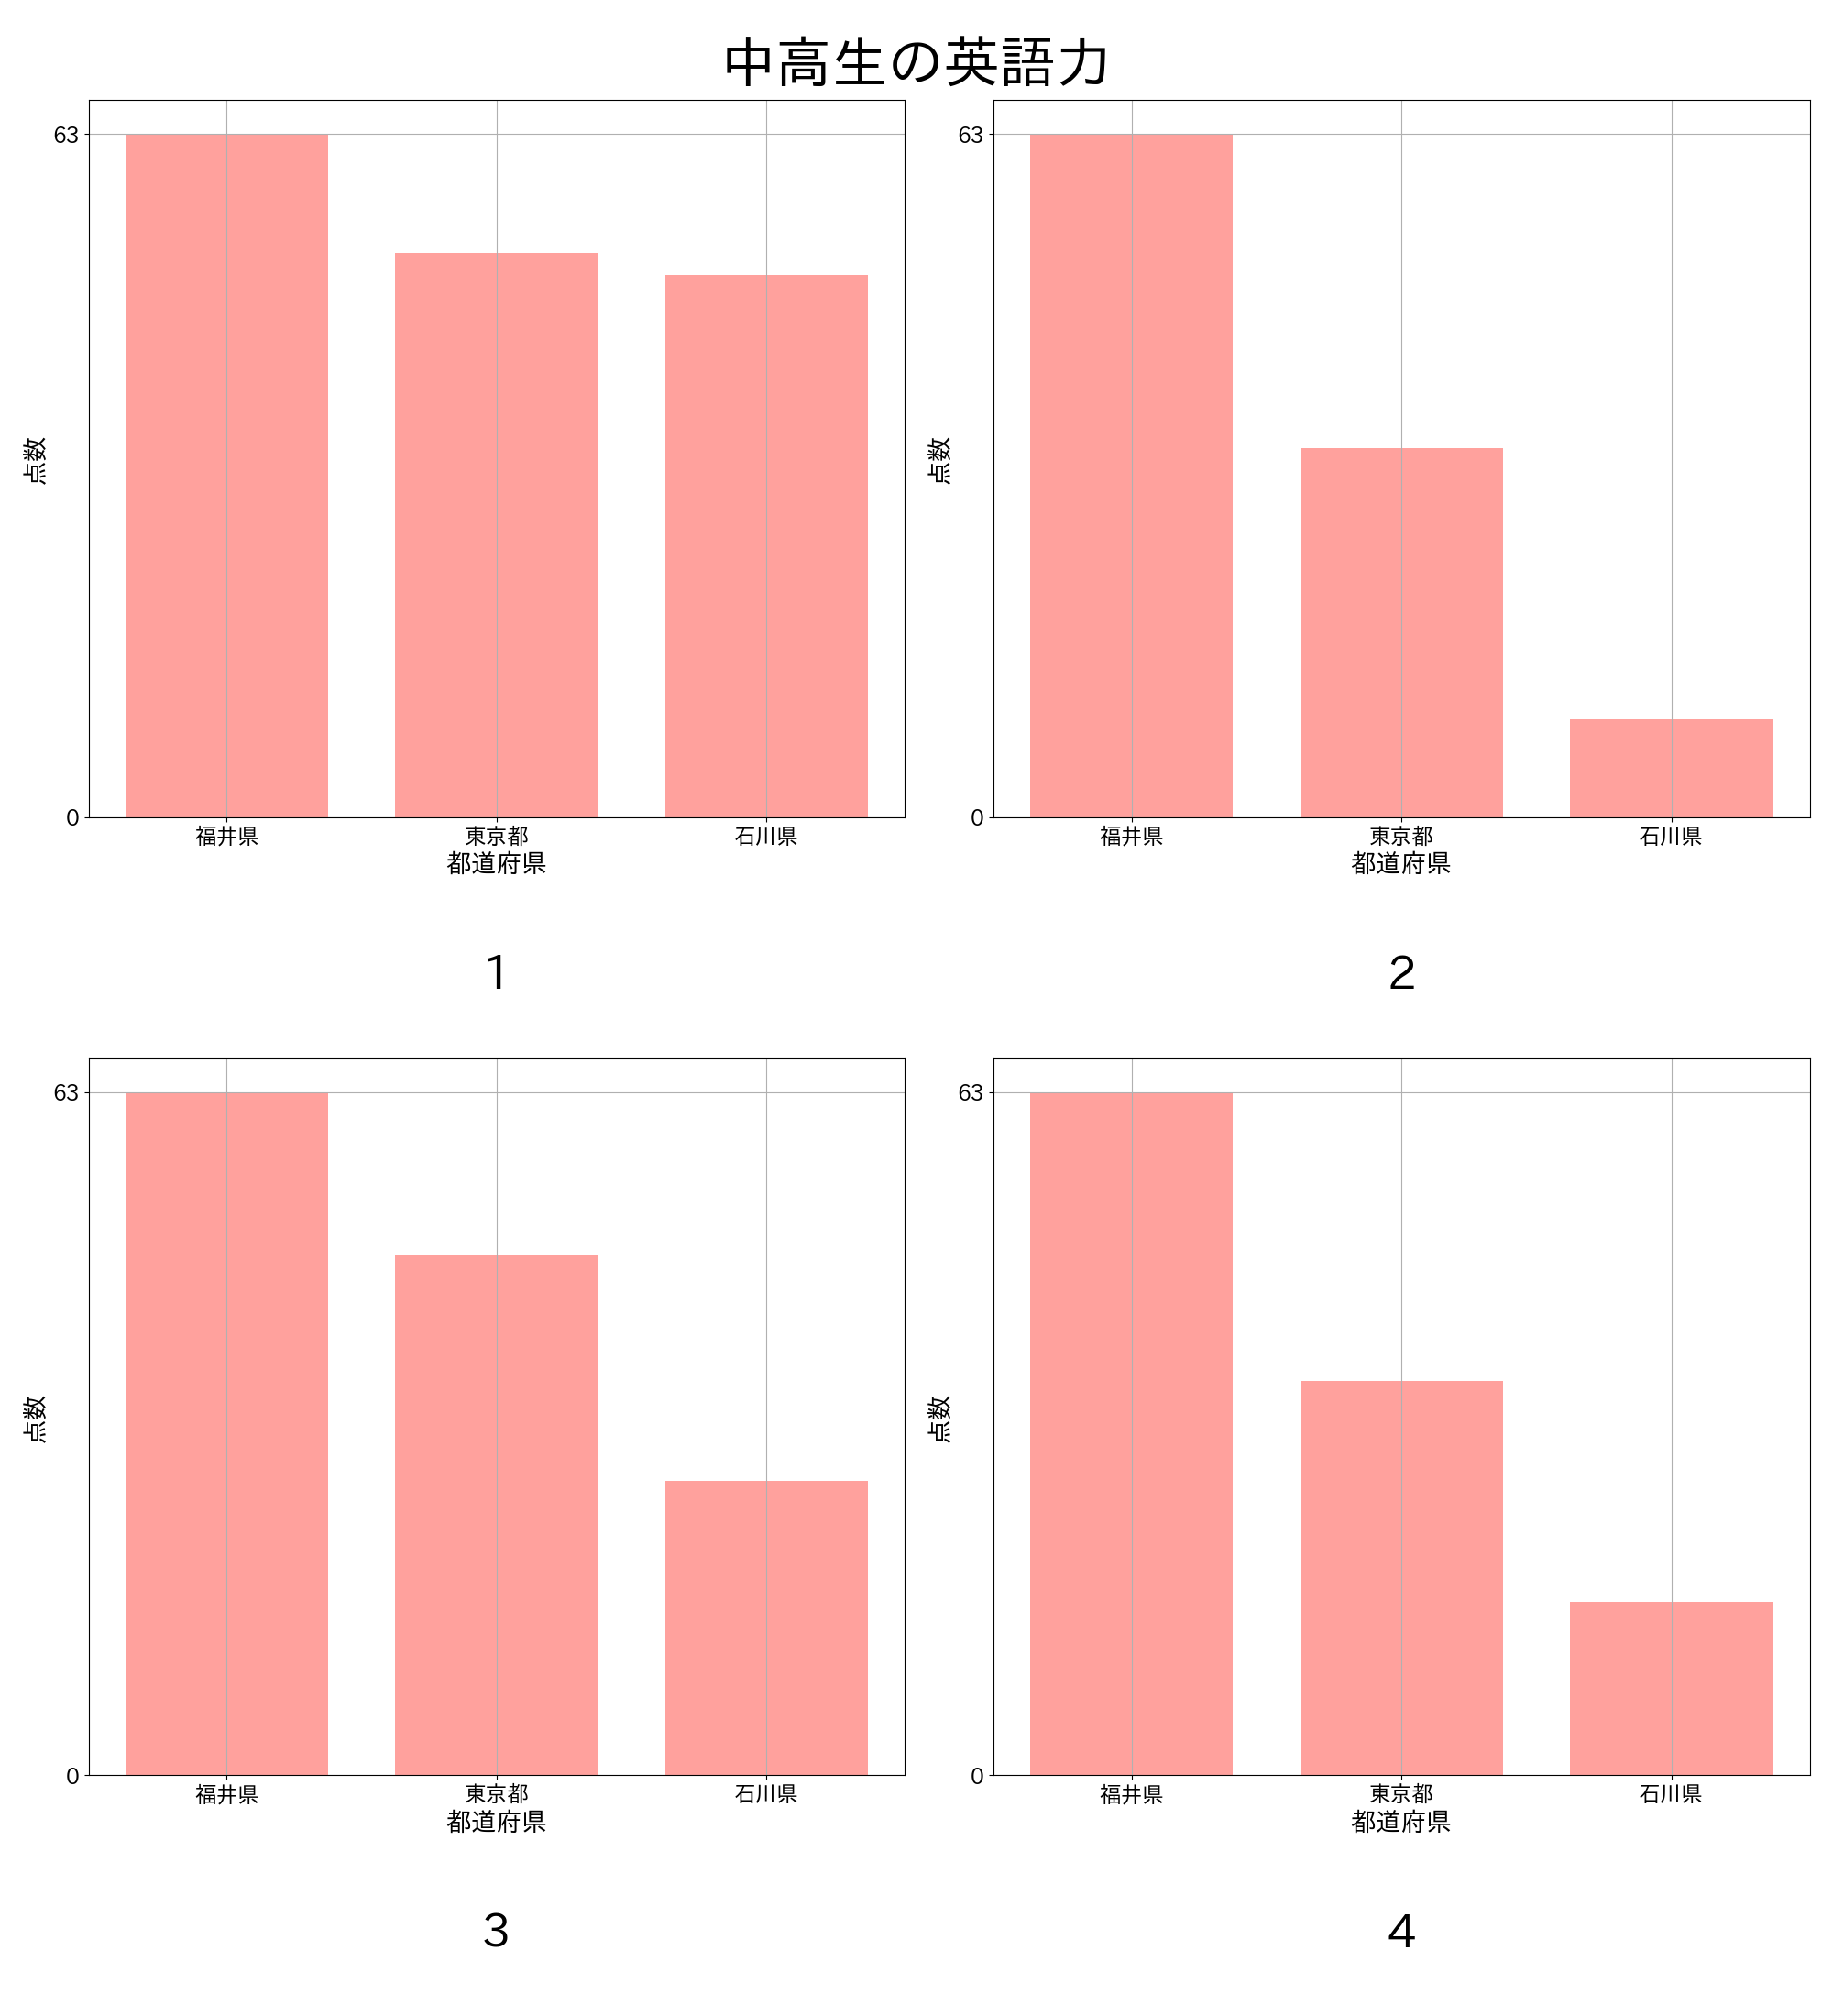 中高生の英語力
63
点数
0
福井県 東京都 石川県
都道府県
1
63
点数
0
福井県 東京都 石川県
都道府県
2
63
点数
0
福井県 東京都 石川県
都道府県
3
63
点数
0
福井県 東京都 石川県
都道府県
4